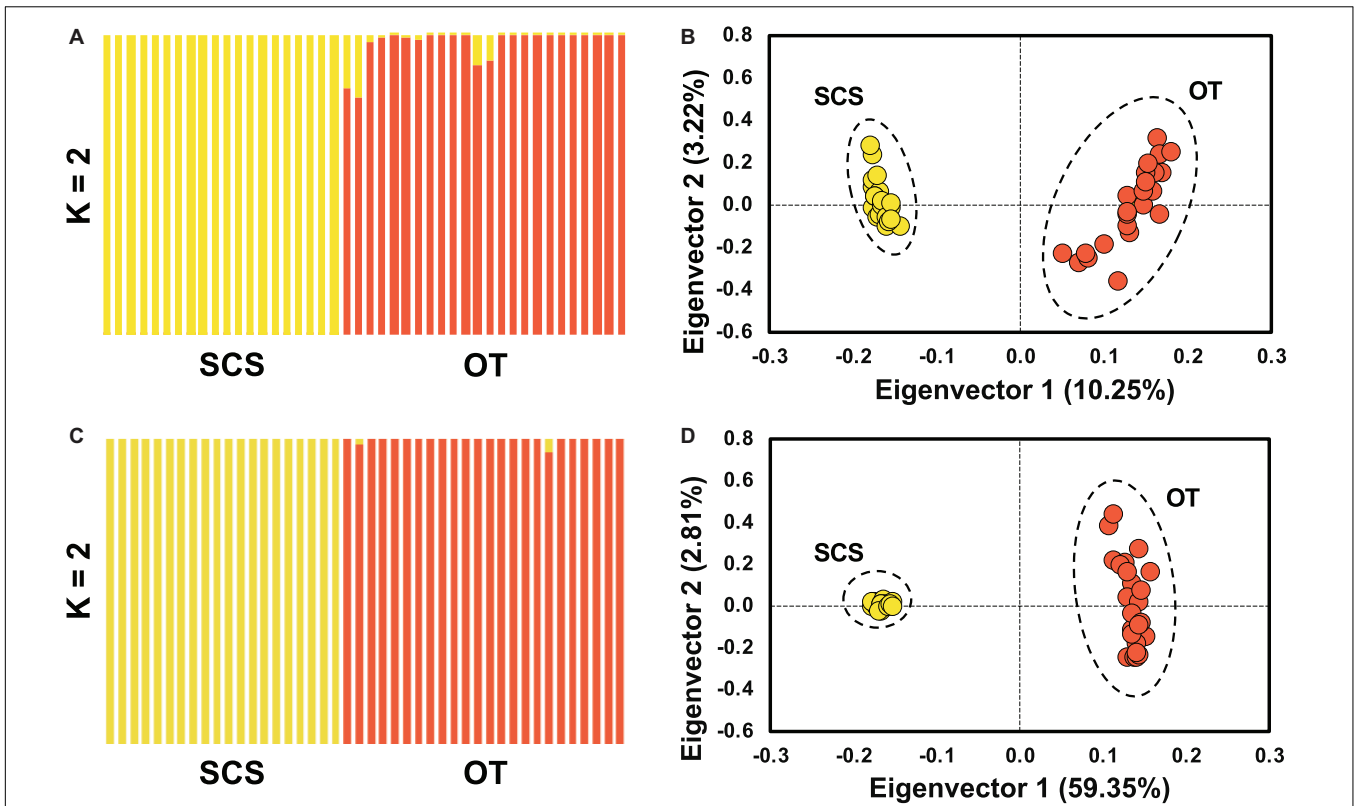 A
K = 2
SCS
OT
B
Eigenvector 2 (3.22%)
0.8
0.6
0.4
0.2
0.0
-0.2
-0.4
-0.6
SCS
OT
-0.3
-0.2
-0.1
0.0
0.1
0.2
0.3
Eigenvector 1 (10.25%)
C
K = 2
SCS
OT
D
Eigenvector 2 (2.81%)
0.8
0.6
0.4
0.2
0.0
-0.2
-0.4
-0.6
SCS
OT
-0.3
-0.2
-0.1
0.0
0.1
0.2
0.3
Eigenvector 1 (59.35%)